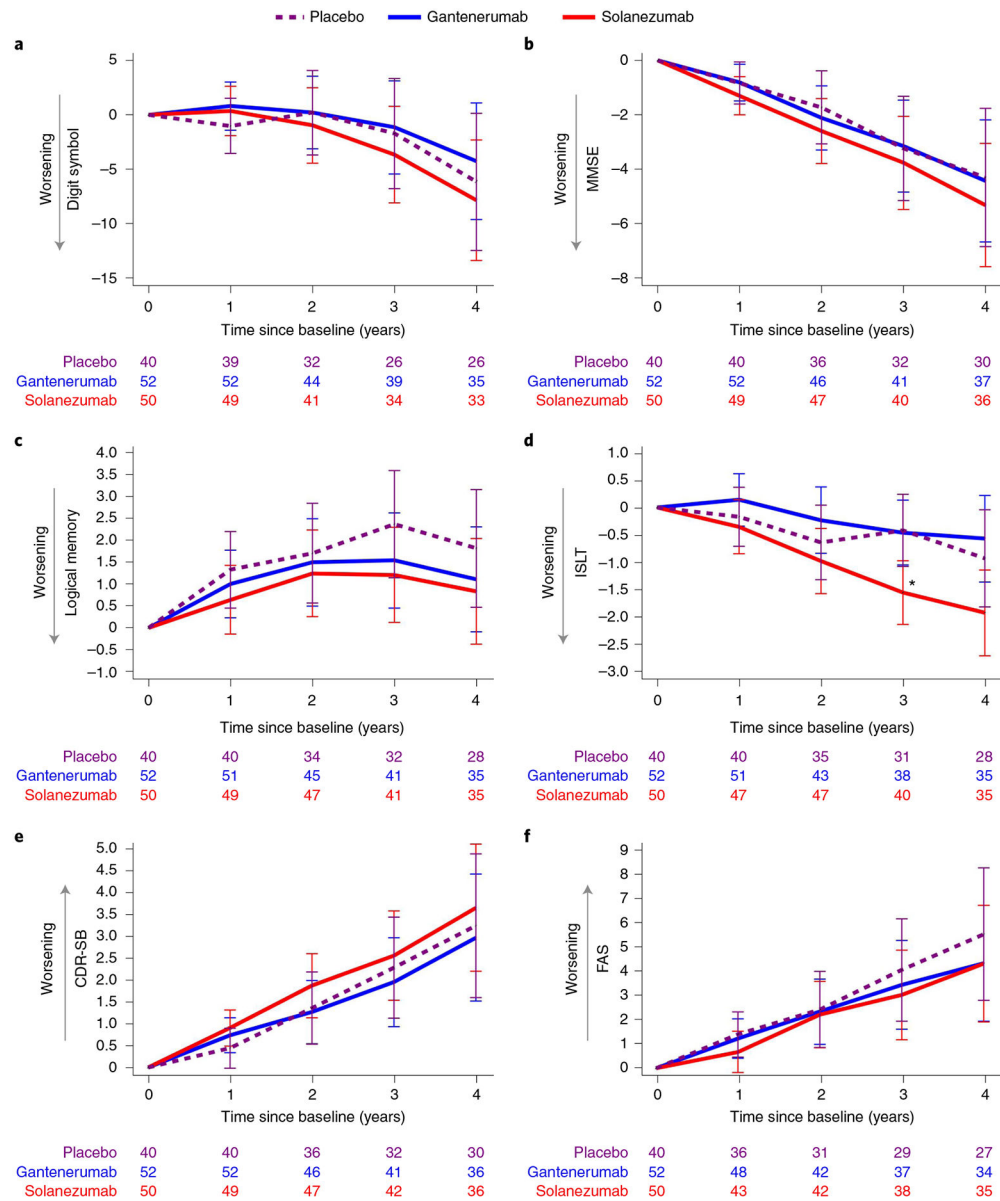 Placebo Gantenerumab Solanezumab
a
Worsening
Digit symbol
5
0
–5
–10
–15
0 1 2 3 4
Time since baseline (years)
Placebo 40 39 32 26 26
Gantenerumab 52 52 44 39 35
Solanezumab 50 49 41 34 33
b
Worsening
MMSE
0
–2
–4
–6
–8
0 1 2 3 4
Time since baseline (years)
Placebo 40 40 36 32 30
Gantenerumab 52 52 46 41 37
Solanezumab 50 49 47 40 36
c
Worsening
Logical memory
4.0
3.5
3.0
2.5
2.0
1.5
1.0
0.5
0
–0.5
–1.0
0 1 2 3 4
Time since baseline (years)
Placebo 40 40 34 32 28
Gantenerumab 52 51 45 41 35
Solanezumab 50 49 47 41 35
d
Worsening
ISLT
1.0
0.5
0
–0.5
–1.0
–1.5
–2.0
–2.5
–3.0
*
0 1 2 3 4
Time since baseline (years)
Placebo 40 40 35 31 28
Gantenerumab 52 51 43 38 35
Solanezumab 50 47 47 40 35
e
Worsening
CDR-SB
5.0
4.5
4.0
3.5
3.0
2.5
2.0
1.5
1.0
0.5
0
0 1 2 3 4
Time since baseline (years)
Placebo 40 40 36 32 30
Gantenerumab 52 52 46 41 36
Solanezumab 50 49 47 42 36
f
Worsening
FAS
9
8
7
6
5
4
3
2
1
0
0 1 2 3 4
Time since baseline (years)
Placebo 40 36 31 29 27
Gantenerumab 52 48 42 37 34
Solanezumab 50 43 42 38 35